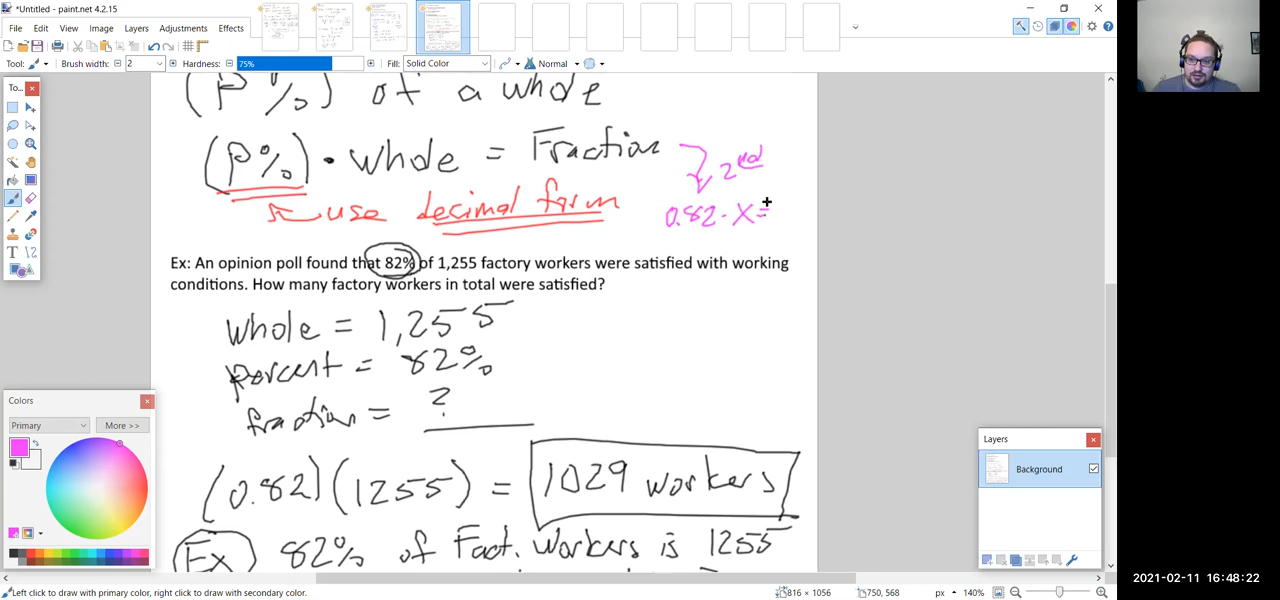 *Untitled - paint.net 4.2.15
File Edit View Image Layers Adjustments Effects
Tool: Brush width: 2 Hardness: 75% Fill: Solid Color Normal
To...
(P%) of a whole
(P%) • whole = Fraction
2nd
use decimal form
0.82 · X =
Ex: An opinion poll found that 82% of 1,255 factory workers were satisfied with working
conditions. How many factory workers in total were satisfied?
whole = 1,255
percent = 82%
fraction = ?
(0.82)(1255) = 1029 workers
Ex 82% of Fact. Workers is 1255
Colors
Primary
More >>
Layers
Background
Left click to draw with primary color, right click to draw with secondary color.
816 x 1056
750, 568
px
140%
2021-02-11 16:48:22